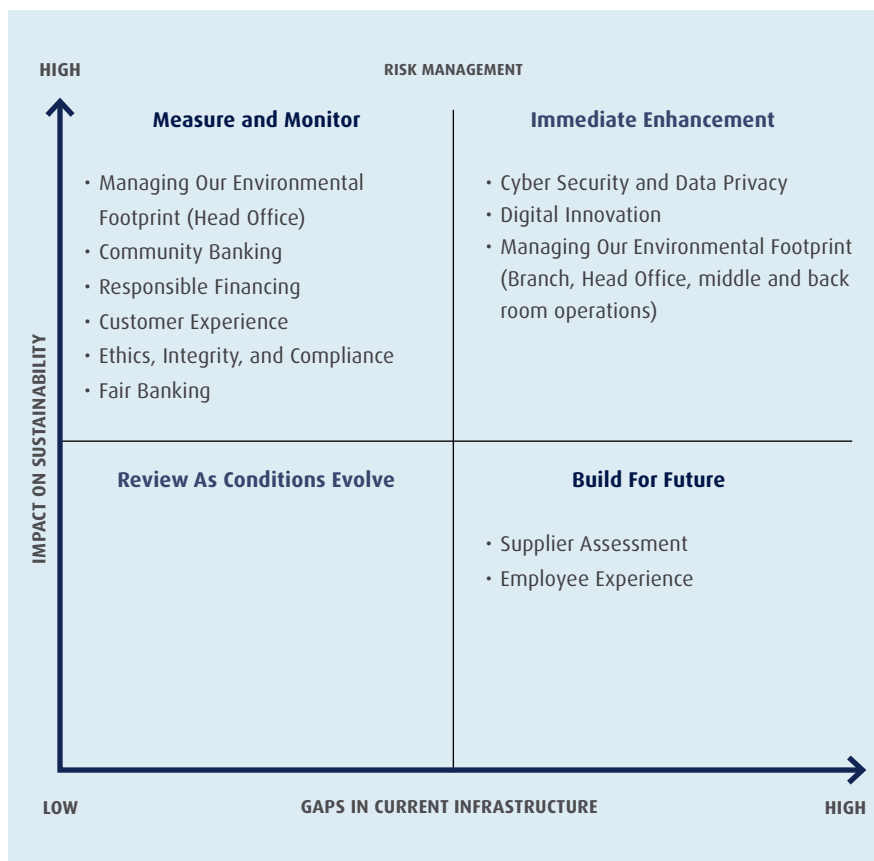 HIGH
RISK MANAGEMENT
Measure and Monitor
• Managing Our Environmental
Footprint (Head Office)
• Community Banking
• Responsible Financing
• Customer Experience
• Ethics, Integrity, and Compliance
• Fair Banking
Immediate Enhancement
• Cyber Security and Data Privacy
• Digital Innovation
• Managing Our Environmental Footprint
(Branch, Head Office, middle and back
room operations)
IMPACT ON SUSTAINABILITY
Review As Conditions Evolve
Build For Future
• Supplier Assessment
• Employee Experience
LOW
GAPS IN CURRENT INFRASTRUCTURE
HIGH